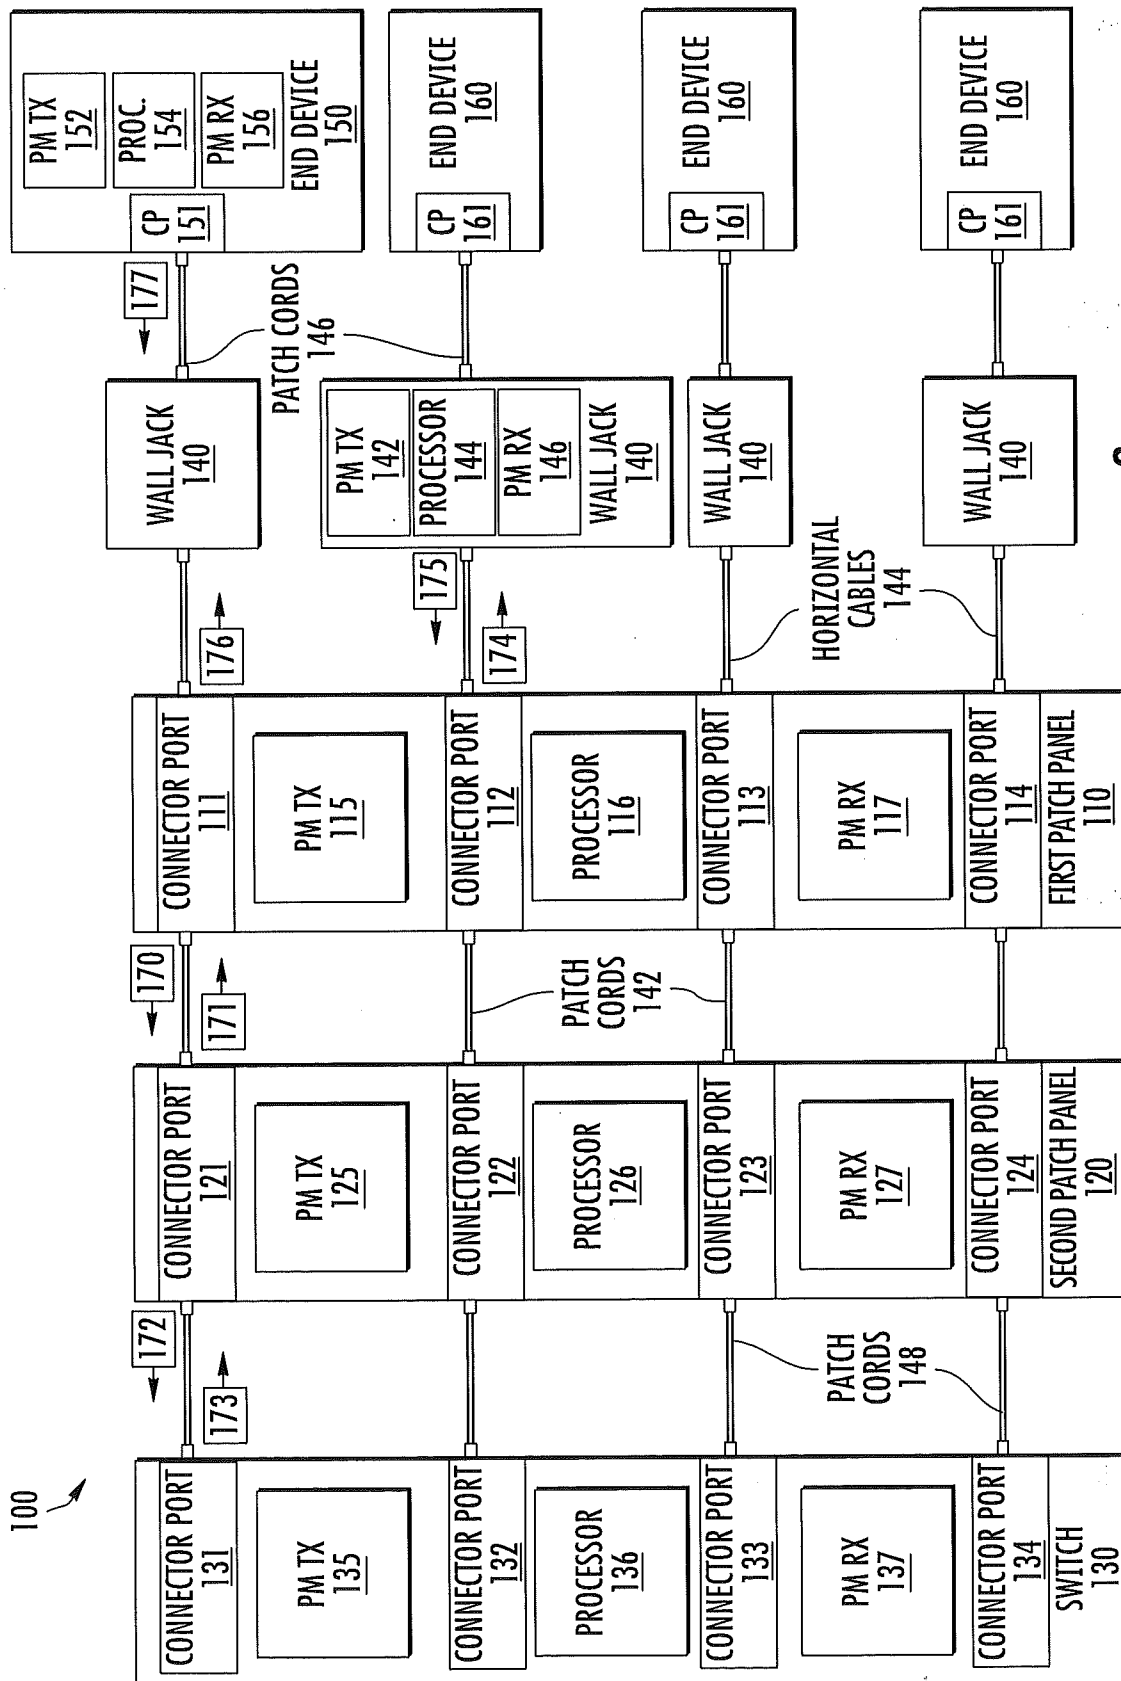 100
CONNECTOR PORT
131
PM TX
135
CONNECTOR PORT
132
PROCESSOR
136
CONNECTOR PORT
133
PM RX
137
CONNECTOR PORT
134
SWITCH
130
172
173
PATCH
CORDS
148
CONNECTOR PORT
121
PM TX
125
CONNECTOR PORT
122
PROCESSOR
126
CONNECTOR PORT
123
PM RX
127
CONNECTOR PORT
124
SECOND PATCH PANEL
120
170
171
PATCH
CORDS
142
CONNECTOR PORT
111
PM TX
115
CONNECTOR PORT
112
PROCESSOR
116
CONNECTOR PORT
113
PM RX
117
CONNECTOR PORT
114
FIRST PATCH PANEL
110
176
175
174
HORIZONTAL
CABLES
144
WALL JACK
140
PM TX
142
PROCESSOR
144
PM RX
146
WALL JACK
140
WALL JACK
140
WALL JACK
140
177
PATCH CORDS
146
CP
151
PM TX
152
PROC.
154
PM RX
156
END DEVICE
150
CP
161
END DEVICE
160
CP
161
END DEVICE
160
CP
161
END DEVICE
160